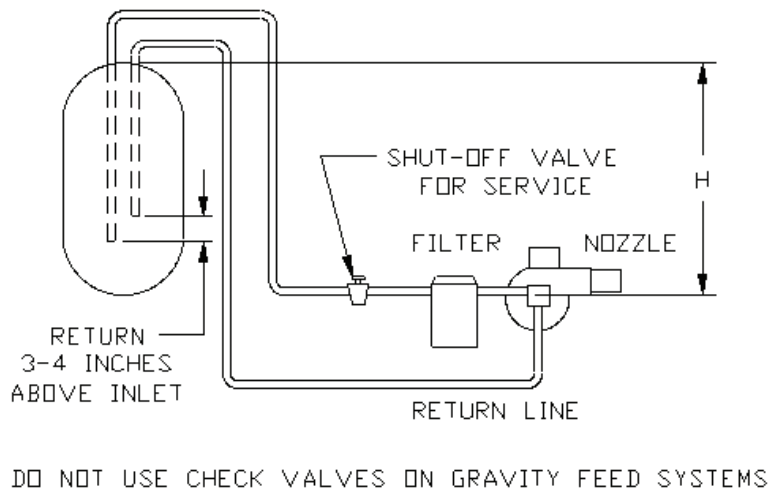 SHUT-OFF VALVE
FOR SERVICE
H
FILTER
NOZZLE
RETURN
3-4 INCHES
ABOVE INLET
RETURN LINE
DO NOT USE CHECK VALVES ON GRAVITY FEED SYSTEMS